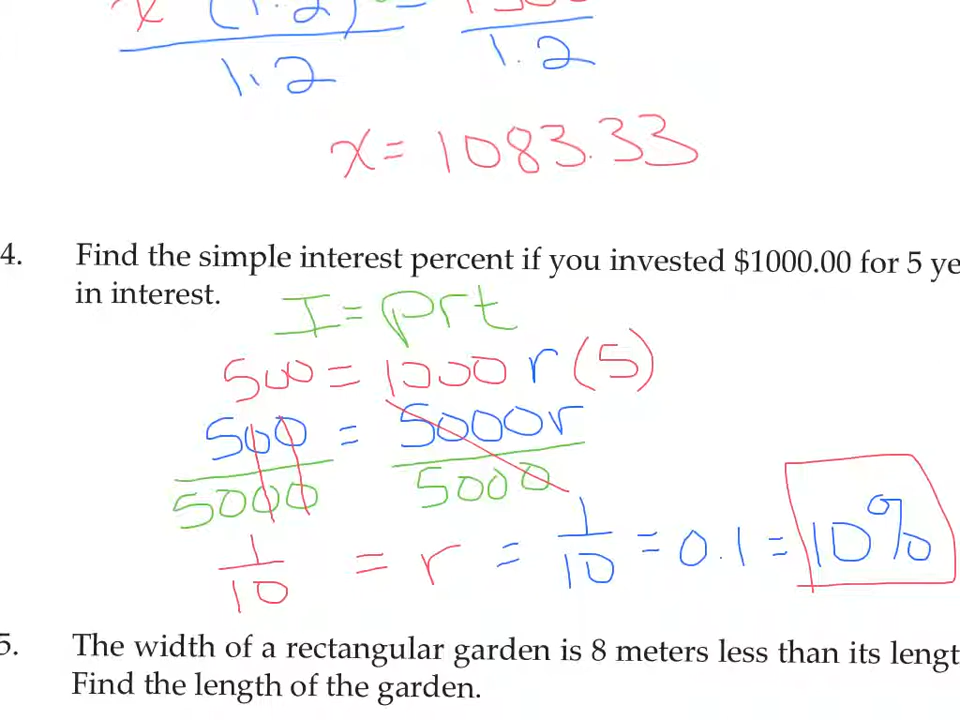 x (1.2) =
1.2 1.2
x = 1083.33
4. Find the simple interest percent if you invested $1000.00 for 5 ye
in interest.
I = prt
500 = 1000 r (5)
500 = 5000r
5000 5000
1/10 = r = 1/10 = 0.1 = 10%
5. The width of a rectangular garden is 8 meters less than its lengt
Find the length of the garden.